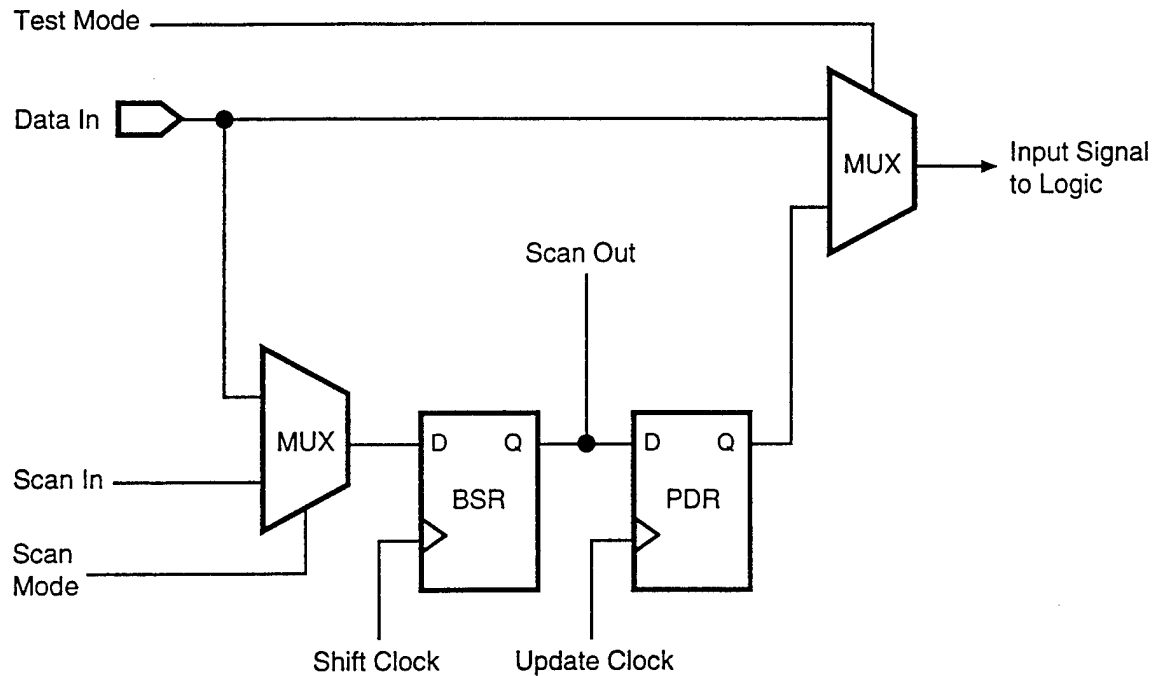 Test Mode
Data In
MUX
Input Signal
to Logic
Scan Out
MUX
D
Q
D
Q
Scan In
BSR
PDR
Scan
Mode
Shift Clock
Update Clock